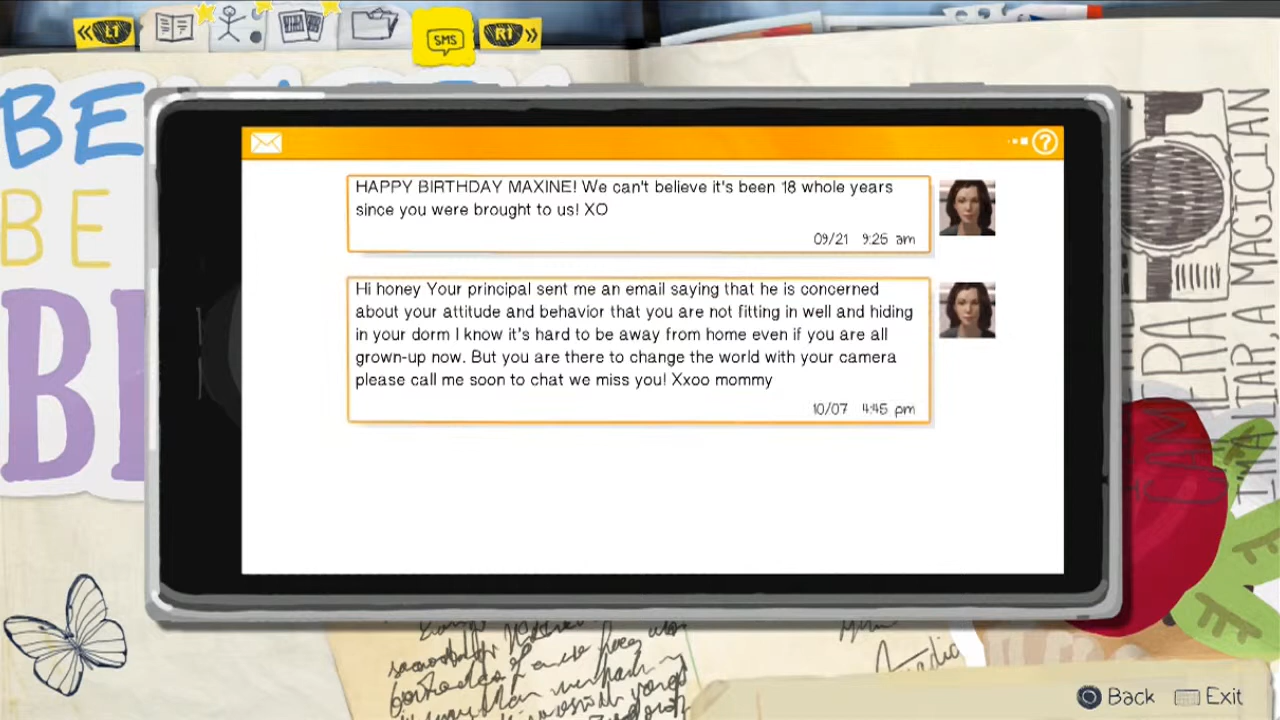 L1
SMS
R1
HAPPY BIRTHDAY MAXINE! We can't believe it's been 18 whole years
since you were brought to us! XO
09/21 9:26 am
Hi honey Your principal sent me an email saying that he is concerned
about your attitude and behavior that you are not fitting in well and hiding
in your dorm I know it's hard to be away from home even if you are all
grown-up now. But you are there to change the world with your camera
please call me soon to chat we miss you! Xxoo mommy
10/07 4:45 pm
BE
BE
I'M A LIAR, A MAGICIAN
Back
Exit